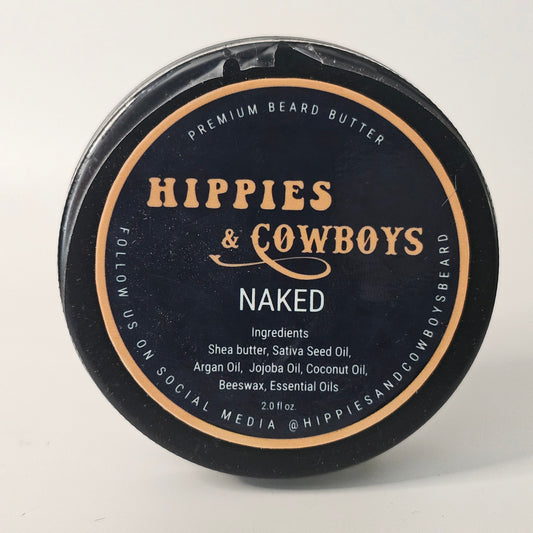 PREMIUM BEARD BUTTER
HIPPIES
& COWBOYS
NAKED
Ingredients
Shea butter, Sativa Seed Oil,
Argan Oil, Jojoba Oil, Coconut Oil,
Beeswax, Essential Oils
2.0 fl oz.
FOLLOW US ON SOCIAL MEDIA @HIPPIESANDCOWBOYSBEARD